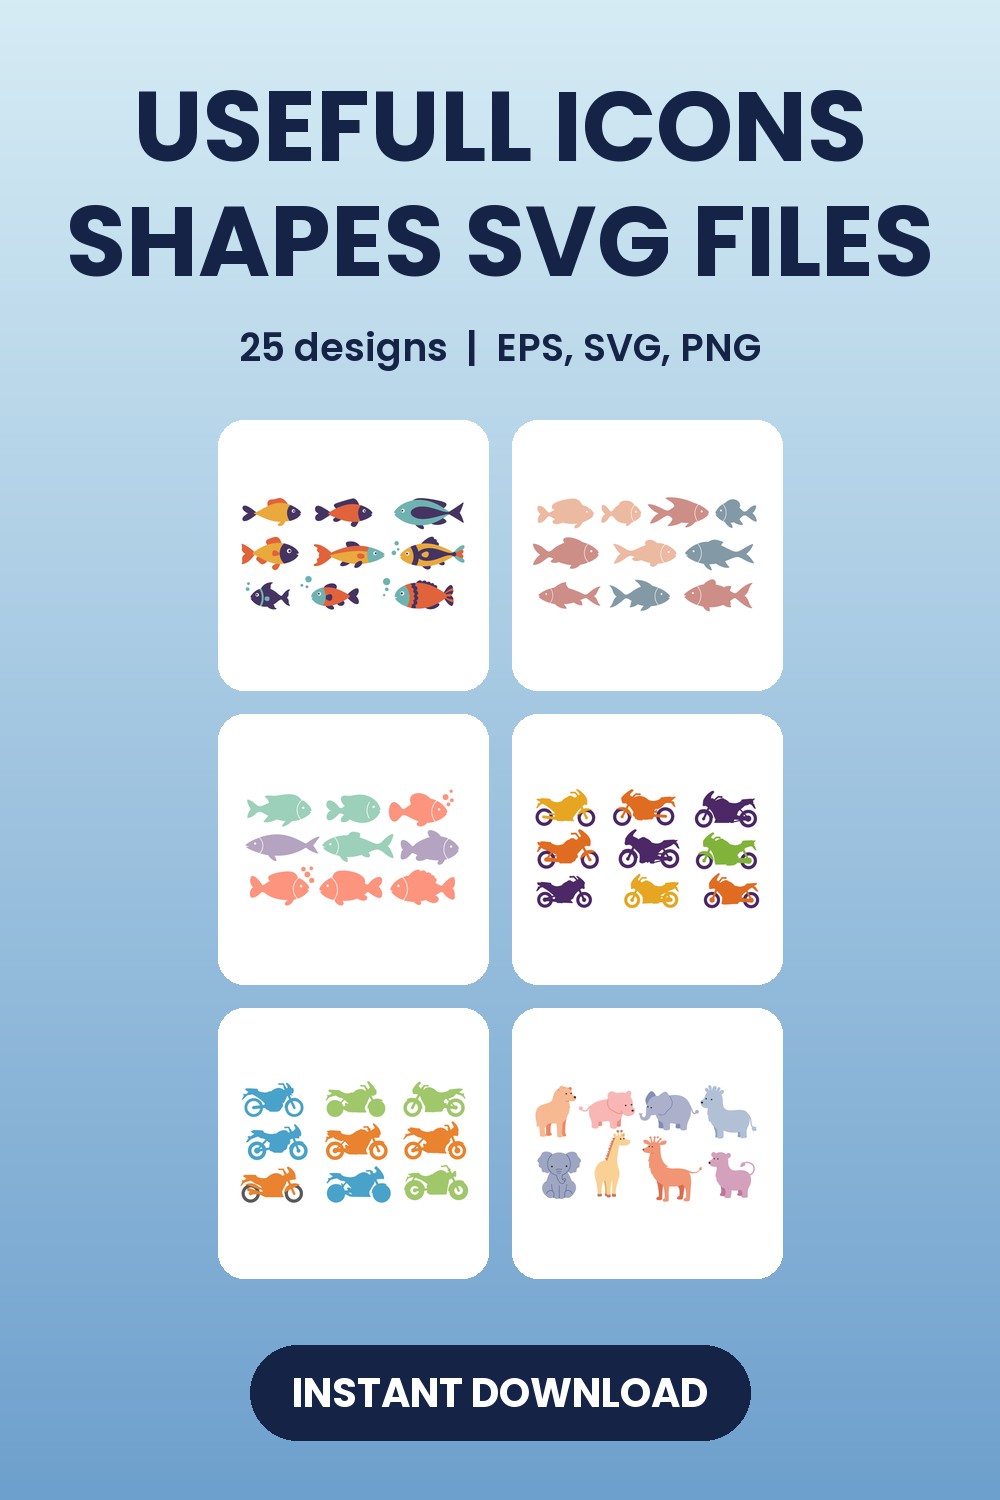 USEFULL ICONS
SHAPES SVG FILES
25 designs | EPS, SVG, PNG
INSTANT DOWNLOAD